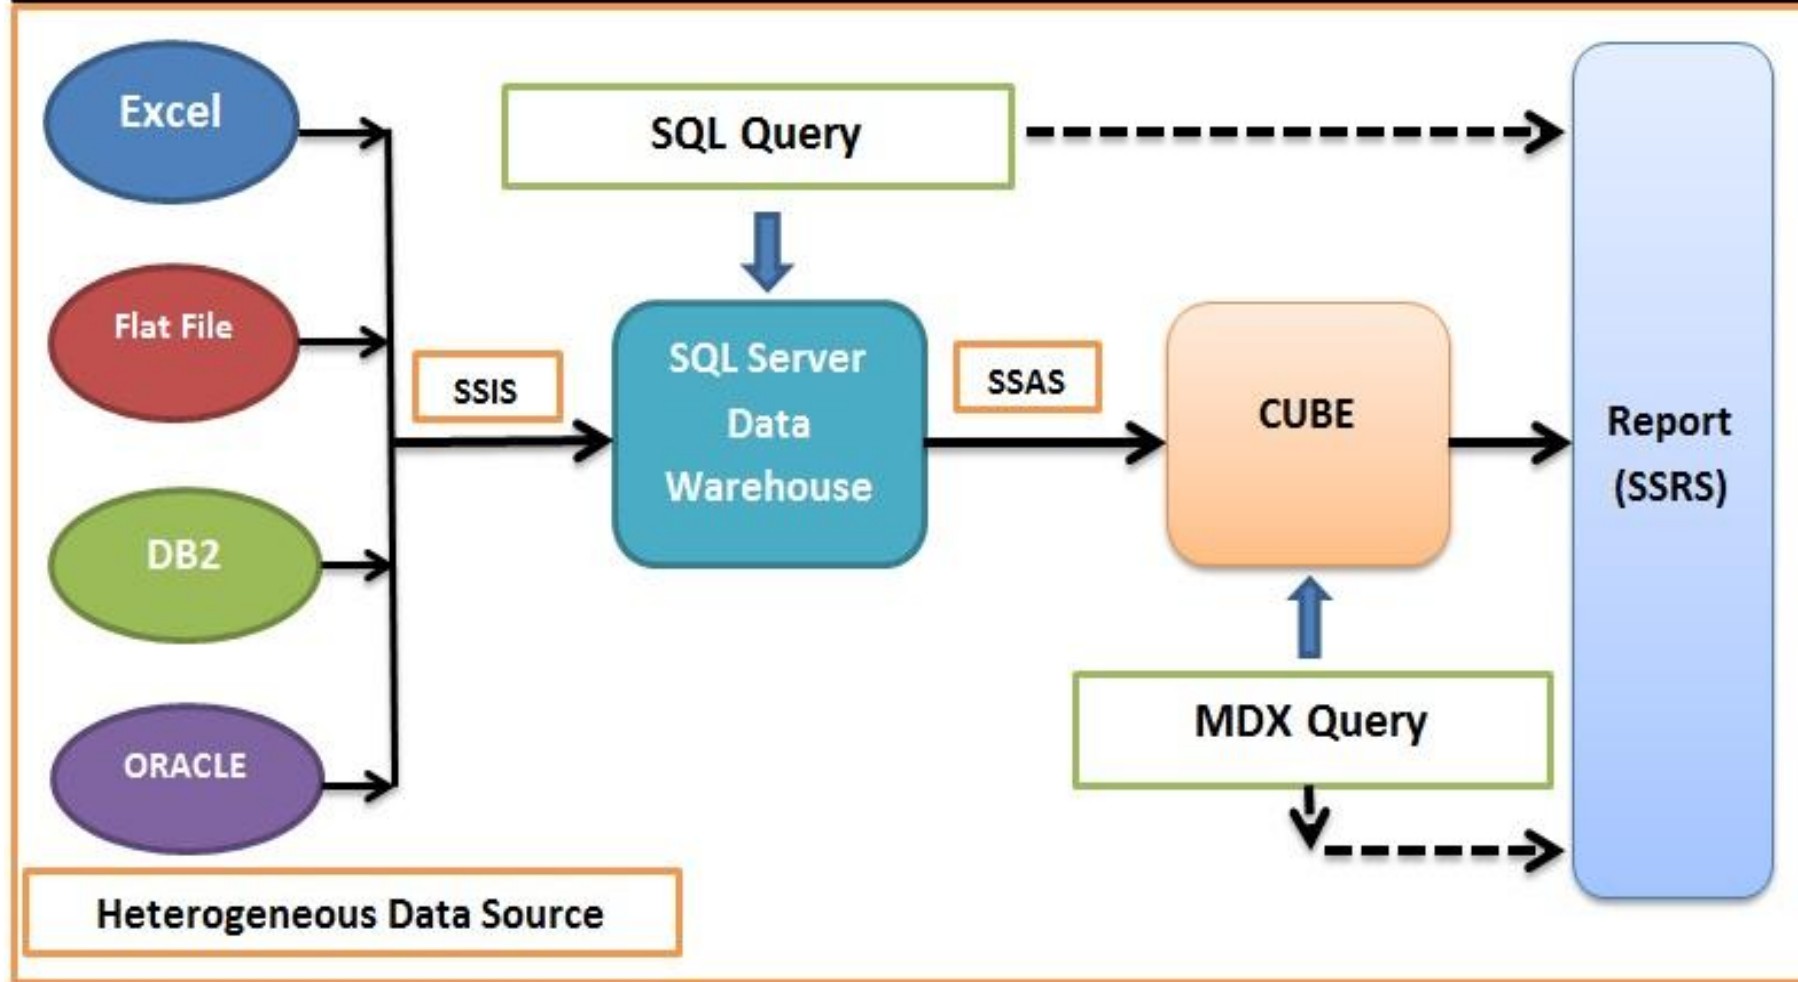 Excel
Flat File
DB2
ORACLE
Heterogeneous Data Source
SSIS
SQL Query
SQL Server
Data
Warehouse
SSAS
CUBE
MDX Query
Report
(SSRS)